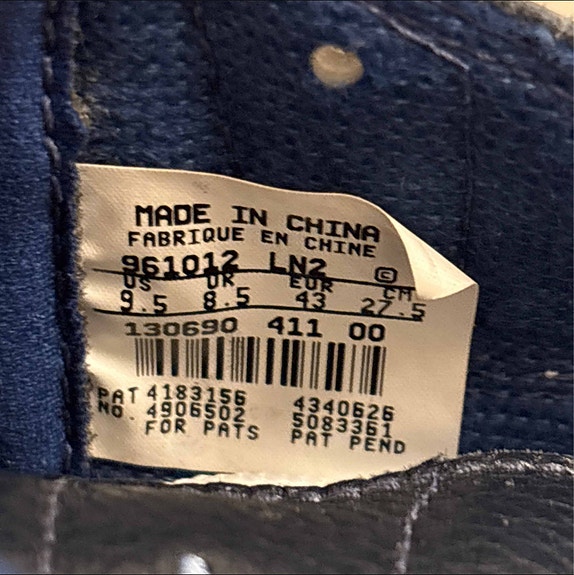 MADE IN CHINA
FABRIQUE EN CHINE
961012 LN2 ©
US UK EUR CM
9.5 8.5 43 27.5
130690 411 00
PAT 4183156 4340626
NO. 4906502 5083361
FOR PATS PAT PEND